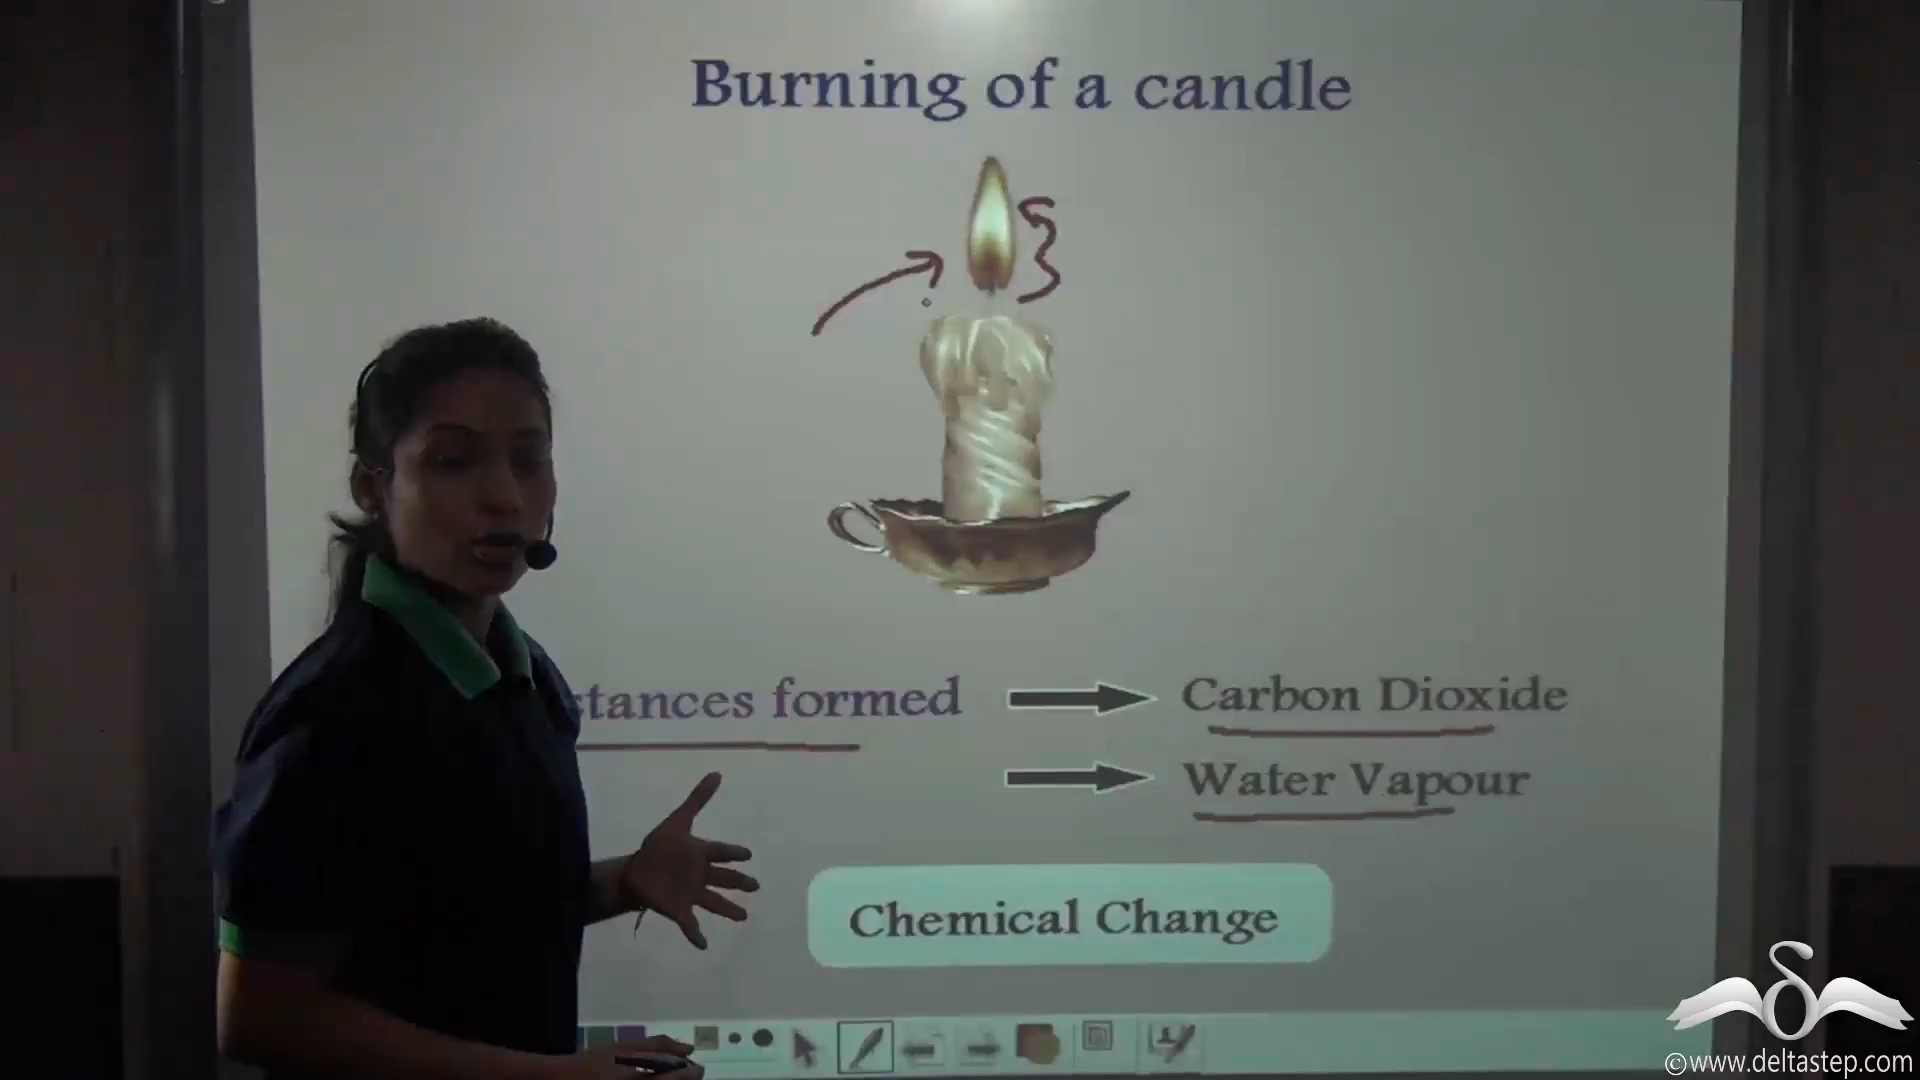 Burning of a candle
stances formed
Carbon Dioxide
Water Vapour
Chemical Change
©www.deltastep.com